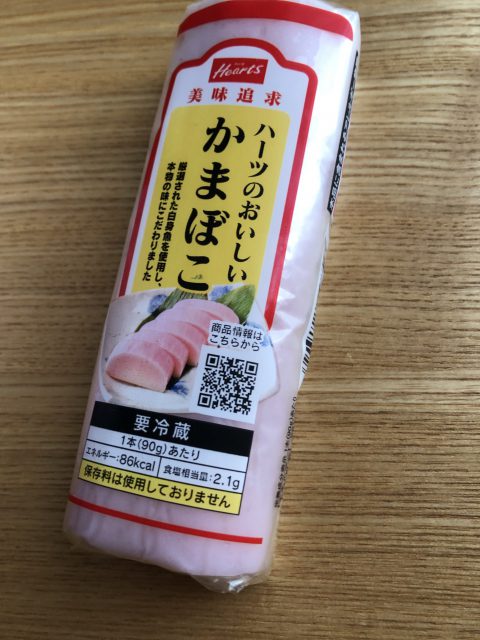 Hearts
美味追求
ハーツのおいしい
かまぼこ
厳選された白身魚を使用し、
本物の味にこだわりました
商品情報は
こちらから
要冷蔵
1本(90g)あたり
エネルギー:86kcal
食塩相当量:2.1g
保存料は使用しておりません